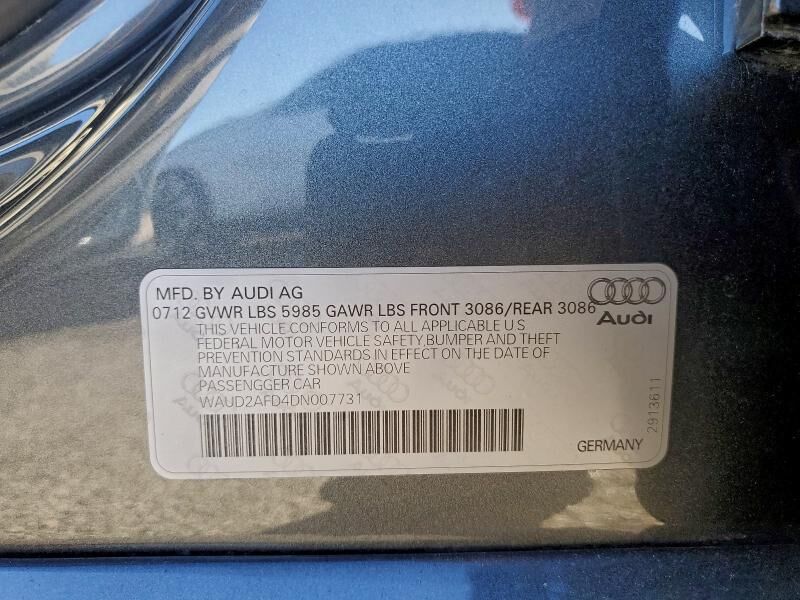 MFD. BY AUDI AG
0712 GVWR LBS 5985 GAWR LBS FRONT 3086/REAR 3086
Audi
THIS VEHICLE CONFORMS TO ALL APPLICABLE U S
FEDERAL MOTOR VEHICLE SAFETY,BUMPER AND THEFT
PREVENTION STANDARDS IN EFFECT ON THE DATE OF
MANUFACTURE SHOWN ABOVE
PASSENGGER CAR
WAUD2AFD4DN007731
2913611
GERMANY